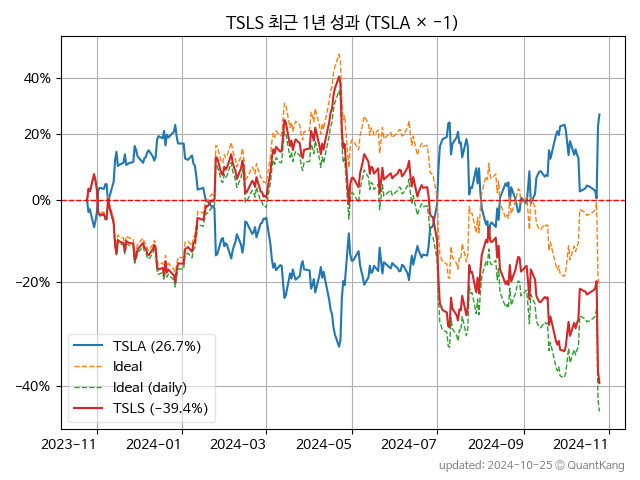 TSLS 최근 1년 성과 (TSLA × −1)
40%
20%
0%
−20%
−40%
TSLA (26.7%)
Ideal
Ideal (daily)
TSLS (−39.4%)
2023-11 2024-01 2024-03 2024-05 2024-07 2024-09 2024-11
updated: 2024-10-25 © QuantKang